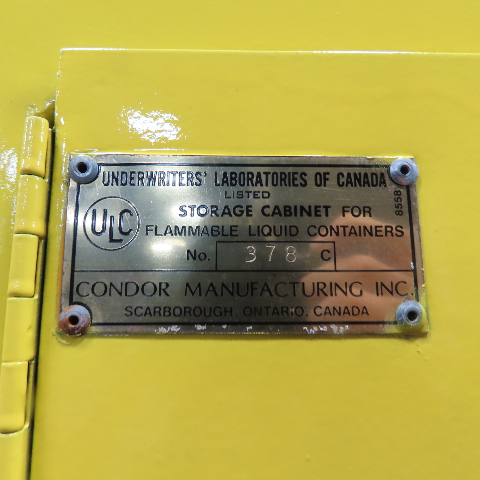 UNDERWRITERS' LABORATORIES OF CANADA
LISTED
ULC
STORAGE CABINET FOR
FLAMMABLE LIQUID CONTAINERS
8558
No. 378 C
CONDOR MANUFACTURING INC.
SCARBOROUGH, ONTARIO, CANADA